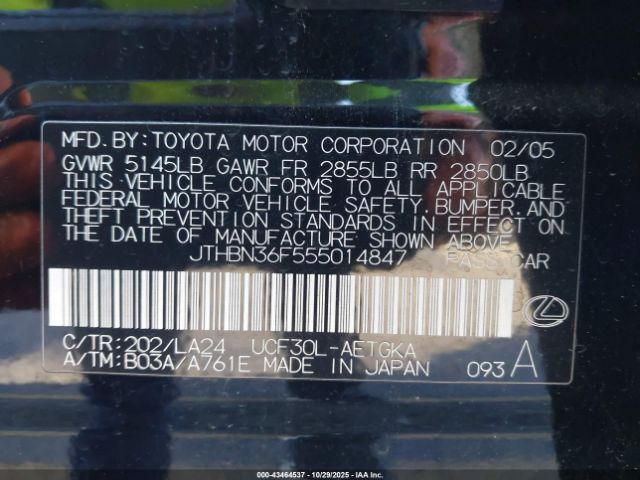 MFD.BY:TOYOTA MOTOR CORPORATION 02/05
GVWR 5145LB GAWR FR 2855LB RR 2850LB
THIS VEHICLE CONFORMS TO ALL APPLICABLE
FEDERAL MOTOR VEHICLE SAFETY,BUMPER,AND
THEFT PREVENTION STANDARDS IN EFFECT ON
THE DATE OF MANUFACTURE SHOWN ABOVE.
JTHBN36F555014847 PASS.CAR
C/TR:202/LA24 UCF30L-AETGKA
A/TM:B03A/A761E MADE IN JAPAN 093A
000-43464537 - 10/29/2025 - IAA Inc.